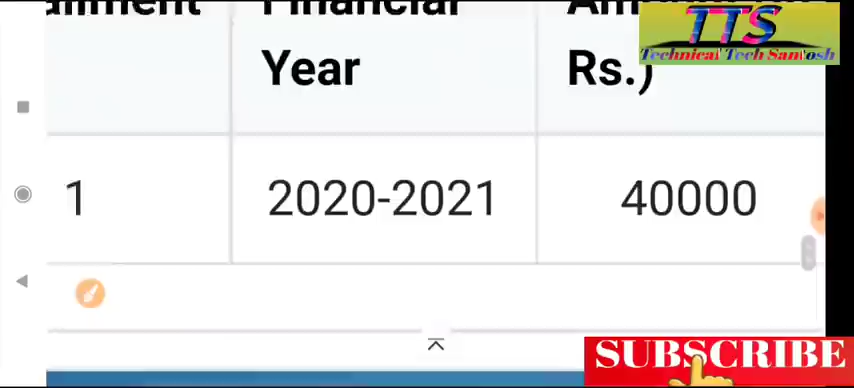 Financial
TTS
Technical Tech Santosh
Year
Rs.)
1
2020-2021
40000
SUBSCRIBE